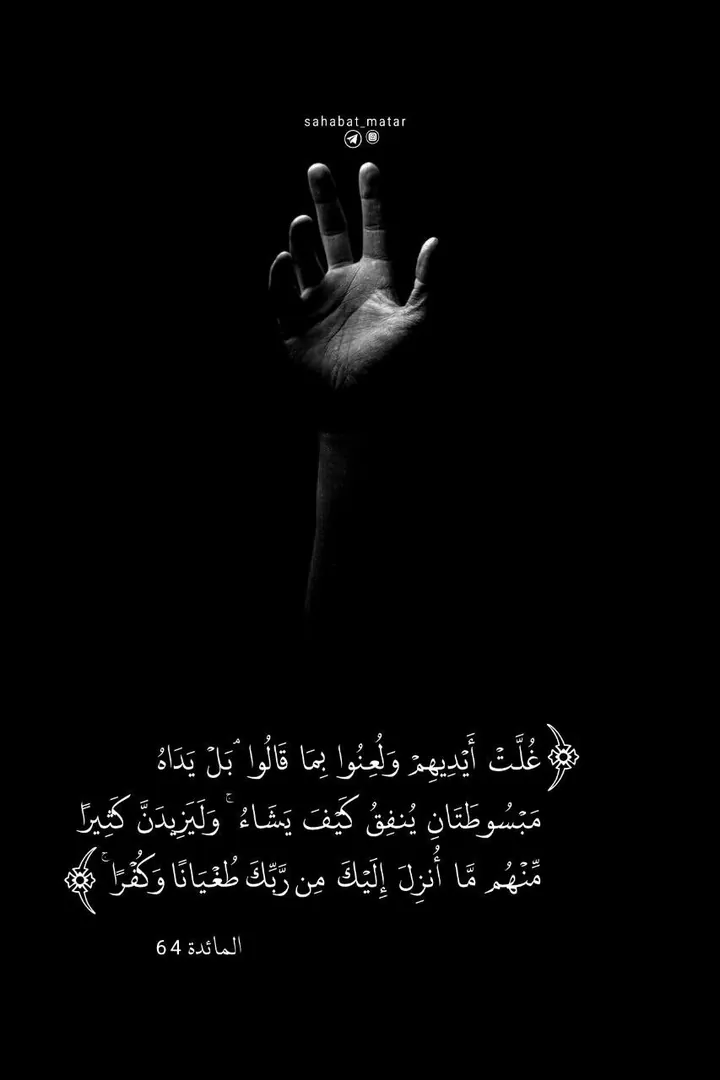 sahabat_matar
غُلَّتْ أَيْدِيهِمْ وَلُعِنُوا بِمَا قَالُوا ۘ بَلْ يَدَاهُ
مَبْسُوطَتَانِ يُنفِقُ كَيْفَ يَشَاءُ ۚ وَلَيَزِيدَنَّ كَثِيرًا
مِّنْهُم مَّا أُنزِلَ إِلَيْكَ مِن رَّبِّكَ طُغْيَانًا وَكُفْرًا ۚ
المائدة 64